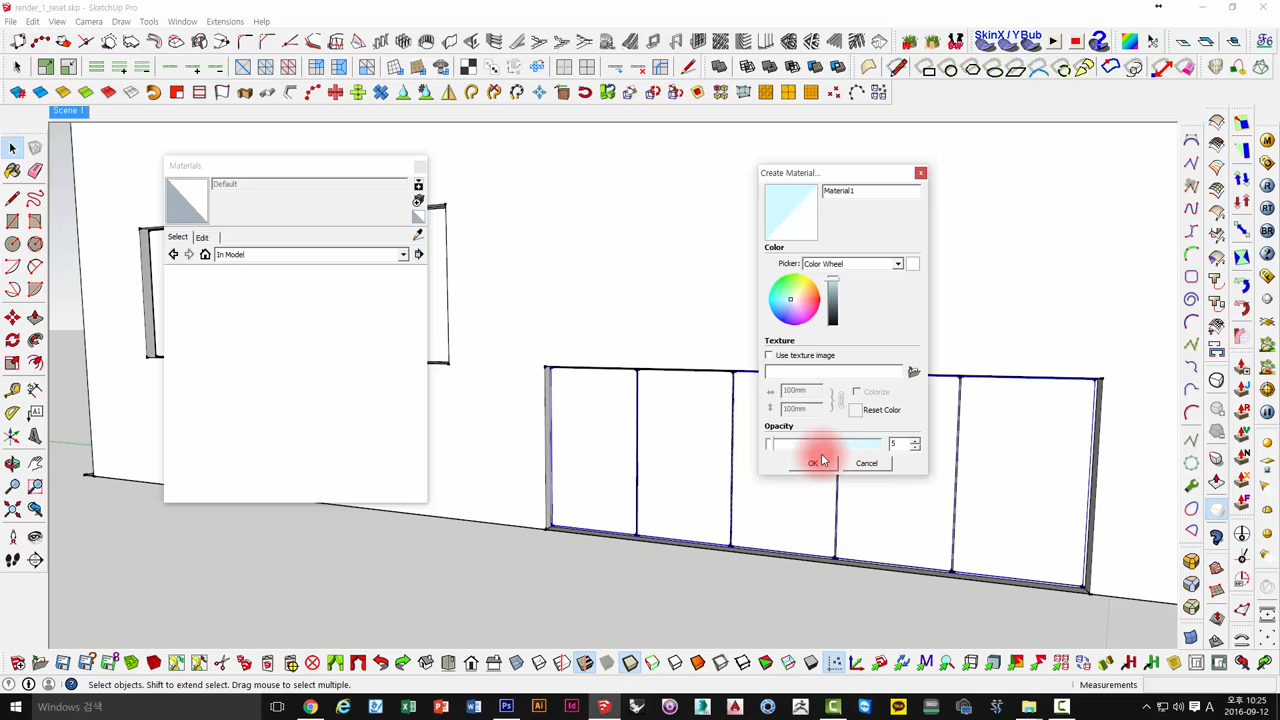 render_1_reset.skp - SketchUp Pro
File Edit View Camera Draw Tools Window Extensions Help
SkinX / YBub
Scene 1
Materials
Default
Select Edit
In Model
Create Material...
Material1
Color
Picker: Color Wheel
Texture
Use texture image
100mm
Colorize
100mm
Reset Color
Opacity
5
OK Cancel
Select objects. Shift to extend select. Drag mouse to select multiple.
Measurements
Windows 검색
A
오후 10:25
2016-09-12